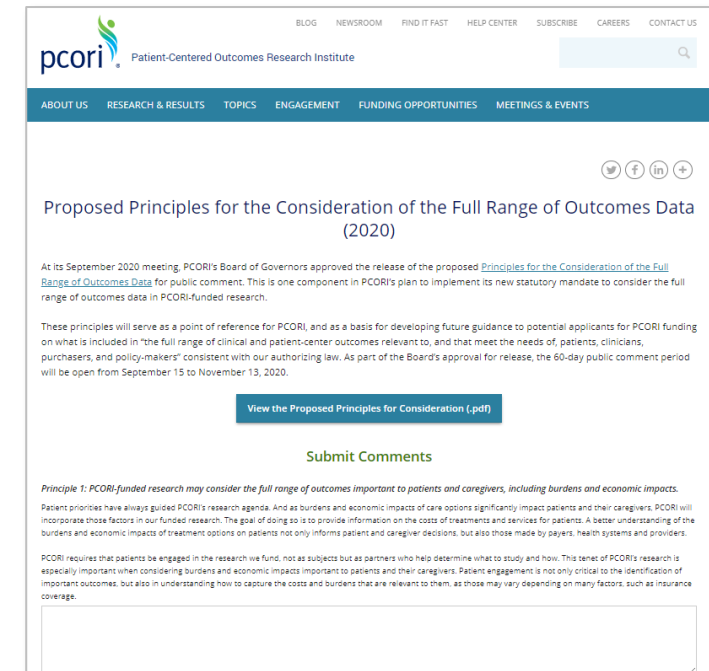 BLOG NEWSROOM FIND IT FAST HELP CENTER SUBSCRIBE CAREERS CONTACT US
pcori. Patient-Centered Outcomes Research Institute
ABOUT US RESEARCH & RESULTS TOPICS ENGAGEMENT FUNDING OPPORTUNITIES MEETINGS & EVENTS
Proposed Principles for the Consideration of the Full Range of Outcomes Data
(2020)
At its September 2020 meeting, PCORI's Board of Governors approved the release of the proposed Principles for the Consideration of the Full
Range of Outcomes Data for public comment. This is one component in PCORI's plan to implement its new statutory mandate to consider the full
range of outcomes data in PCORI-funded research.
These principles will serve as a point of reference for PCORI, and as a basis for developing future guidance to potential applicants for PCORI funding
on what is included in “the full range of clinical and patient-center outcomes relevant to, and that meet the needs of, patients, clinicians,
purchasers, and policy-makers” consistent with our authorizing law. As part of the Board's approval for release, the 60-day public comment period
will be open from September 15 to November 13, 2020.
View the Proposed Principles for Consideration (.pdf)
Submit Comments
Principle 1: PCORI-funded research may consider the full range of outcomes important to patients and caregivers, including burdens and economic impacts.
Patient priorities have always guided PCORI's research agenda. And as burdens and economic impacts of care options significantly impact patients and their caregivers, PCORI will
incorporate those factors in our funded research. The goal of doing so is to provide information on the costs of treatments and services for patients. A better understanding of the
burdens and economic impacts of treatment options on patients not only informs patient and caregiver decisions, but also those made by payers, health systems and providers.
PCORI requires that patients be engaged in the research we fund, not as subjects but as partners who help determine what to study and how. This tenet of PCORI's research is
especially important when considering burdens and economic impacts important to patients and their caregivers. Patient engagement is not only critical to the identification of
important outcomes, but also in understanding how to capture the costs and burdens that are relevant to them, as those may vary depending on many factors, such as insurance
coverage.